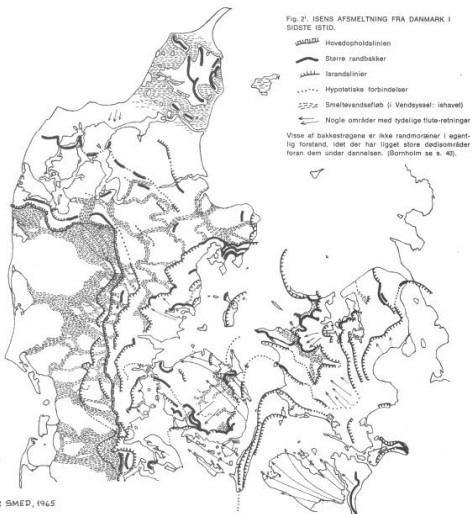 Fig. 2'. ISENS AFSMELTNING FRA DANMARK I
SIDSTE ISTID.
Hovedopholdslinien
Større randbakker
Israndslinier
Hypotetiske forbindelser
Smeltevandsafløb (i Vendsyssel: ishavet)
Nogle områder med tydelige flute-retninger
Visse af bakkestrøgene er ikke randmoræner i egent-
lig forstand, idet der har ligget store dødisområder
foran dem under dannelsen. (Bornholm se s. 40).
SMED, 1965